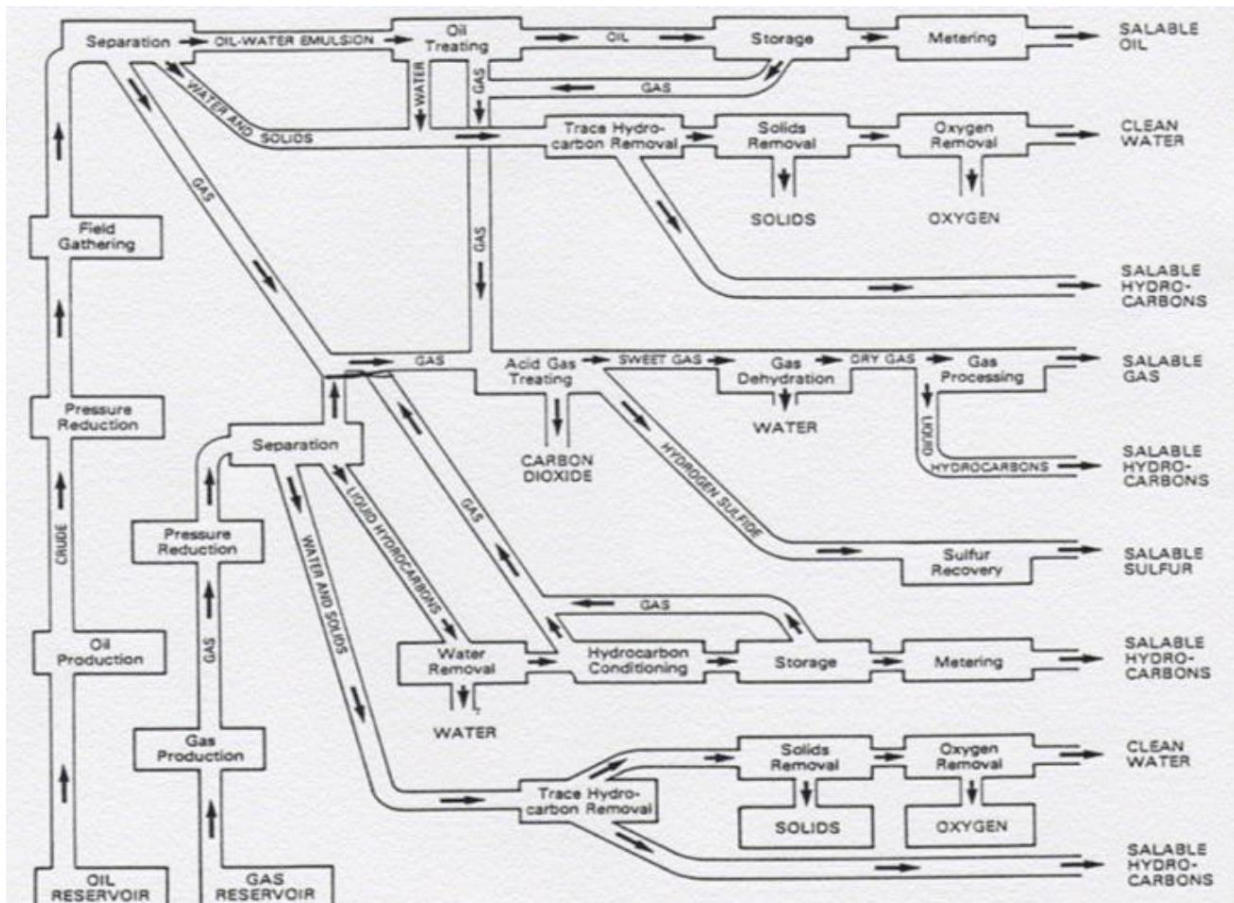 Separation
OIL-WATER EMULSION
Oil
Treating
OIL
Storage
Metering
SALABLE
OIL
WATER AND
SOLIDS
WATER
GAS
GAS
Trace Hydro-
carbon Removal
Solids
Removal
Oxygen
Removal
CLEAN
WATER
GAS
SOLIDS
OXYGEN
Field
Gathering
GAS
SALABLE
HYDRO-
CARBONS
GAS
Acid Gas
Treating
SWEET GAS
Gas
Dehydration
DRY GAS
Gas
Processing
SALABLE
GAS
Pressure
Reduction
Separation
CARBON
DIOXIDE
WATER
LIQUID
HYDROCARBONS
SALABLE
HYDRO-
CARBONS
HYDROGEN SULFIDE
LIQUID HYDROCARBONS
GAS
CRUDE
Pressure
Reduction
Sulfur
Recovery
SALABLE
SULFUR
WATER AND SOLIDS
GAS
GAS
Oil
Production
Water
Removal
Hydrocarbon
Conditioning
Storage
Metering
SALABLE
HYDRO-
CARBONS
WATER
Gas
Production
Solids
Removal
Oxygen
Removal
CLEAN
WATER
Trace Hydro-
carbon Removal
SOLIDS
OXYGEN
OIL
RESERVOIR
GAS
RESERVOIR
SALABLE
HYDRO-
CARBONS